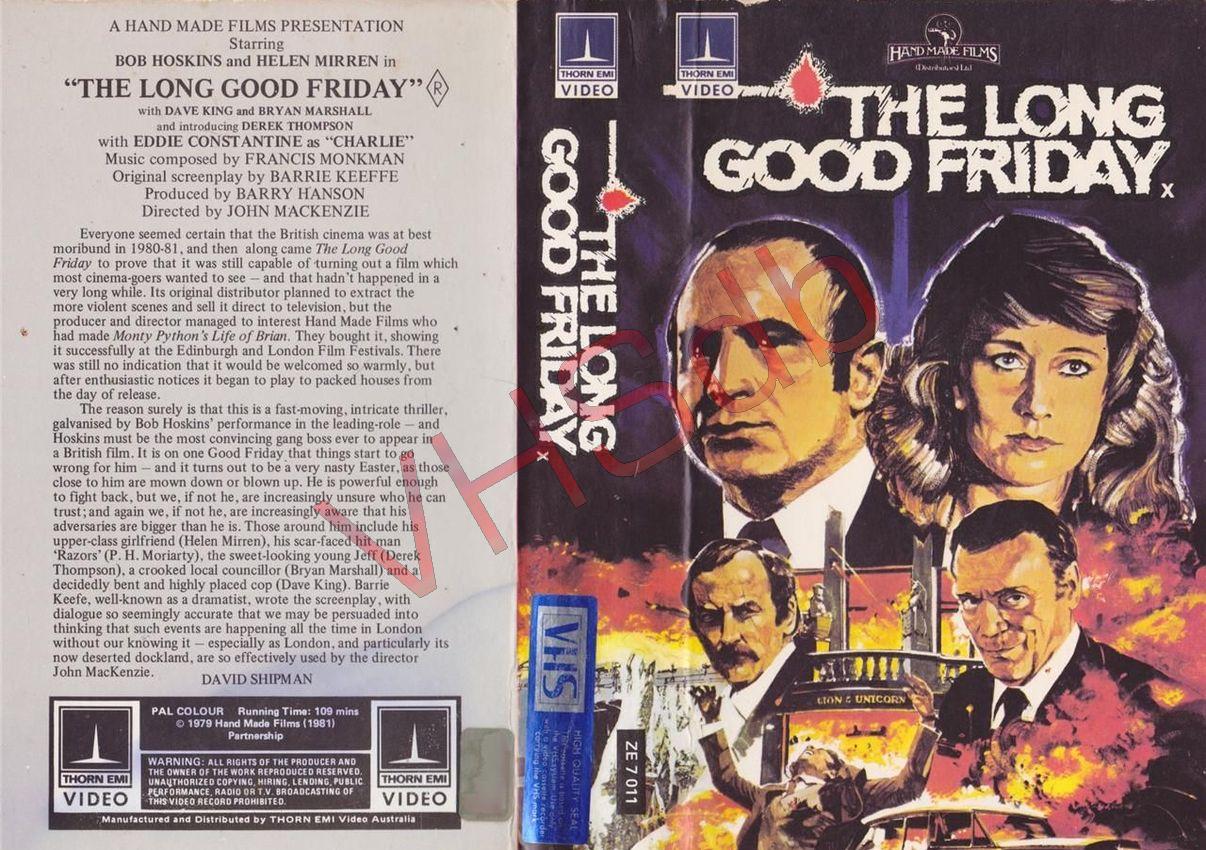 A HAND MADE FILMS PRESENTATION
Starring
BOB HOSKINS and HELEN MIRREN in
“THE LONG GOOD FRIDAY” R
with DAVE KING and BRYAN MARSHALL
and introducing DEREK THOMPSON
with EDDIE CONSTANTINE as “CHARLIE”
Music composed by FRANCIS MONKMAN
Original screenplay by BARRIE KEEFFE
Produced by BARRY HANSON
Directed by JOHN MACKENZIE
Everyone seemed certain that the British cinema was at best
moribund in 1980-81, and then along came The Long Good
Friday to prove that it was still capable of turning out a film which
most cinema-goers wanted to see — and that hadn't happened in a
very long while. Its original distributor planned to extract the
more violent scenes and sell it direct to television, but the
producer and director managed to interest Hand Made Films who
had made Monty Python's Life of Brian. They bought it, showing
it successfully at the Edinburgh and London Film Festivals. There
was still no indication that it would be welcomed so warmly, but
after enthusiastic notices it began to play to packed houses from
the day of release.
The reason surely is that this is a fast-moving, intricate thriller,
galvanised by Bob Hoskins' performance in the leading-role — and
Hoskins must be the most convincing gang boss ever to appear in
a British film. It is on one Good Friday that things start to go
wrong for him — and it turns out to be a very nasty Easter, as those
close to him are mown down or blown up. He is powerful enough
to fight back, but we, if not he, are increasingly unsure who he can
trust; and again we, if not he, are increasingly aware that his
adversaries are bigger than he is. Those around him include his
upper-class girlfriend (Helen Mirren), his scar-faced hit man
‘Razors’ (P. H. Moriarty), the sweet-looking young Jeff (Derek
Thompson), a crooked local councillor (Bryan Marshall) and a
decidedly bent and highly placed cop (Dave King). Barrie
Keefe, well-known as a dramatist, wrote the screenplay, with
dialogue so seemingly accurate that we may be persuaded into
thinking that such events are happening all the time in London
without our knowing it — especially as London, and particularly its
now deserted dockland, are so effectively used by the director
John MacKenzie.
DAVID SHIPMAN
THORN EMI
VIDEO
PAL COLOUR Running Time: 109 mins
© 1979 Hand Made Films (1981)
Partnership
WARNING: ALL RIGHTS OF THE PRODUCER AND
THE OWNER OF THE WORK REPRODUCED RESERVED.
UNAUTHORIZED COPYING, HIRING, LENDING, PUBLIC
PERFORMANCE, RADIO OR T.V. BROADCASTING OF
THIS VIDEO RECORD PROHIBITED.
THORN EMI
VIDEO
Manufactured and Distributed by THORN EMI Video Australia
THORN EMI
VIDEO
THE LONG
GOOD FRIDAY x
VHS
HIGH QUALITY SEAL
ZE 7 011
THORN EMI
VIDEO
HAND MADE FILMS
(Distributors) Ltd
THE LONG
GOOD FRIDAY x
LION & UNICORN
VHSdb